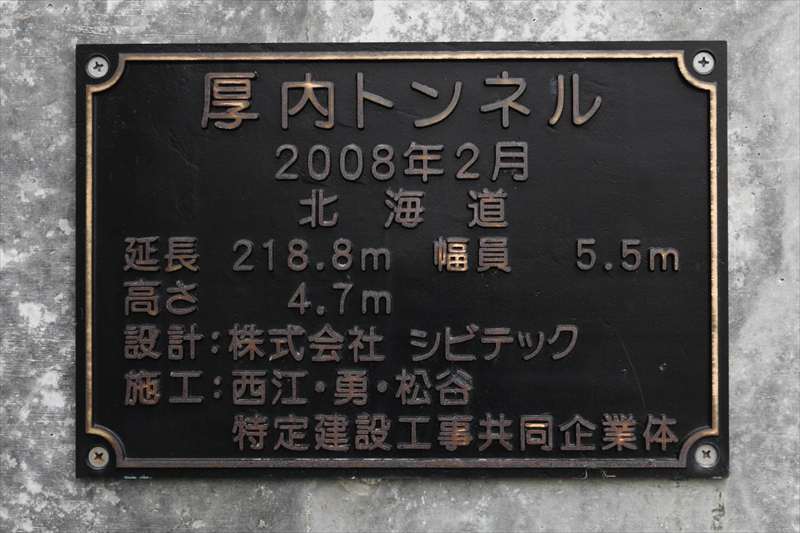 厚内トンネル
2008年2月
北海道
延長 218.8m 幅員 5.5m
高さ 4.7m
設計:株式会社 シビテック
施工:西江・勇・松谷
特定建設工事共同企業体